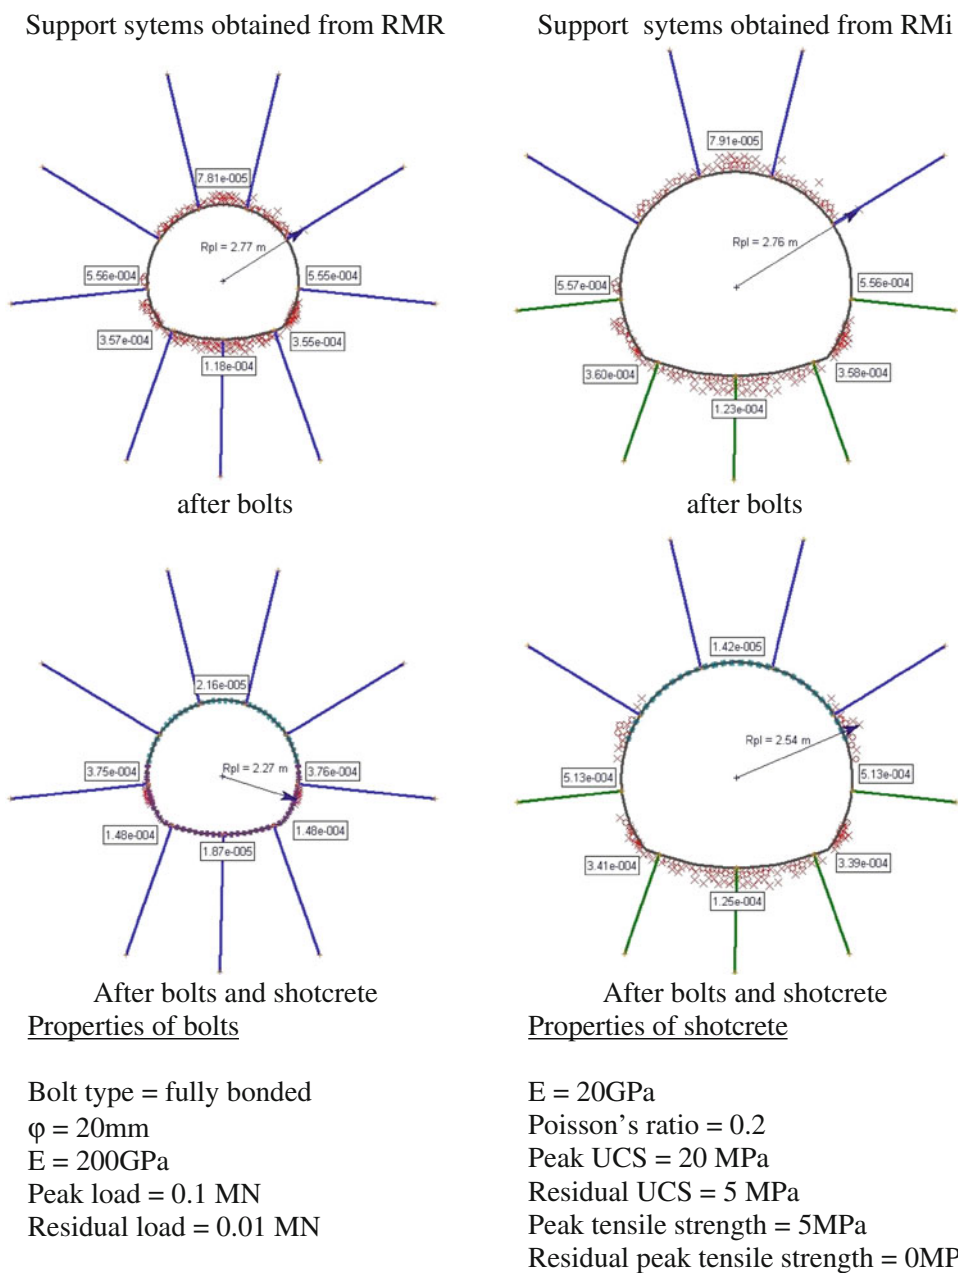 Support sytems obtained from RMR
Support sytems obtained from RMi
7.81e-005
Rpl = 2.77 m
5.56e-004
5.55e-004
3.57e-004
3.55e-004
1.18e-004
after bolts
7.91e-005
Rpl = 2.76 m
5.57e-004
5.56e-004
3.60e-004
3.58e-004
1.23e-004
after bolts
2.16e-005
Rpl = 2.27 m
3.75e-004
3.76e-004
1.48e-004
1.48e-004
1.87e-005
After bolts and shotcrete
1.42e-005
Rpl = 2.54 m
5.13e-004
5.13e-004
3.41e-004
3.39e-004
1.25e-004
After bolts and shotcrete
Properties of bolts
Bolt type = fully bonded
φ = 20mm
E = 200GPa
Peak load = 0.1 MN
Residual load = 0.01 MN
Properties of shotcrete
E = 20GPa
Poisson's ratio = 0.2
Peak UCS = 20 MPa
Residual UCS = 5 MPa
Peak tensile strength = 5MPa
Residual peak tensile strength = 0MP